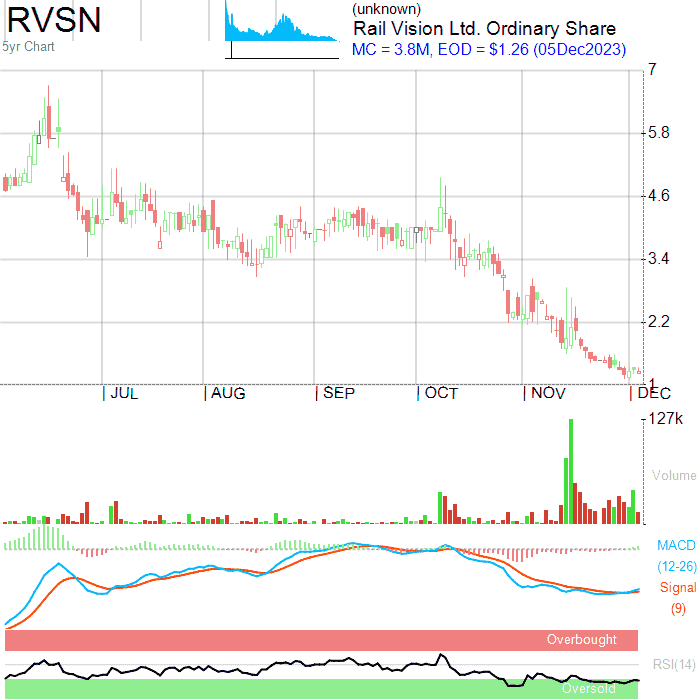 RVSN
5yr Chart
(unknown)
Rail Vision Ltd. Ordinary Share
MC = 3.8M, EOD = $1.26 (05Dec2023)
7
5.8
4.6
3.4
2.2
1
JUL AUG SEP OCT NOV DEC
127k
Volume
MACD
(12-26)
Signal
(9)
Overbought
RSI(14)
Oversold